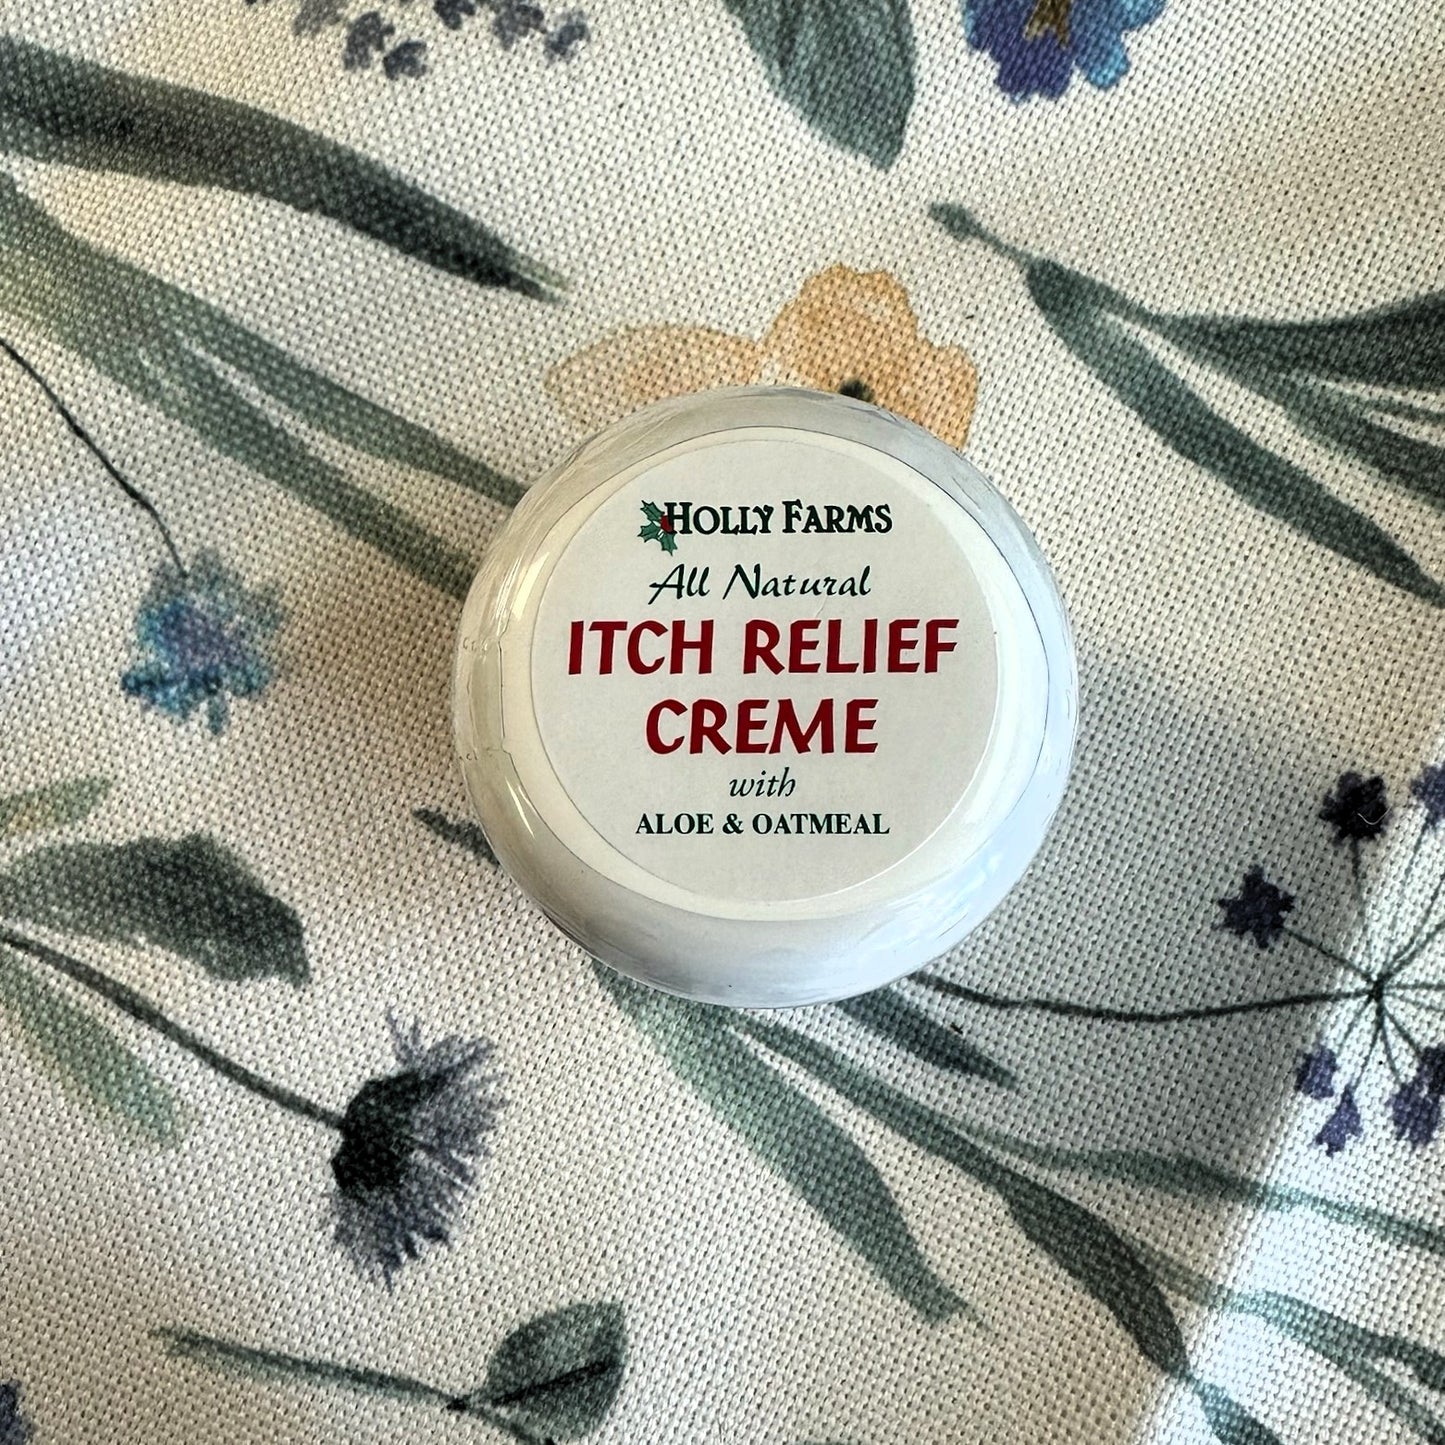 HOLLY FARMS
All Natural
ITCH RELIEF
CREME
with
ALOE & OATMEAL